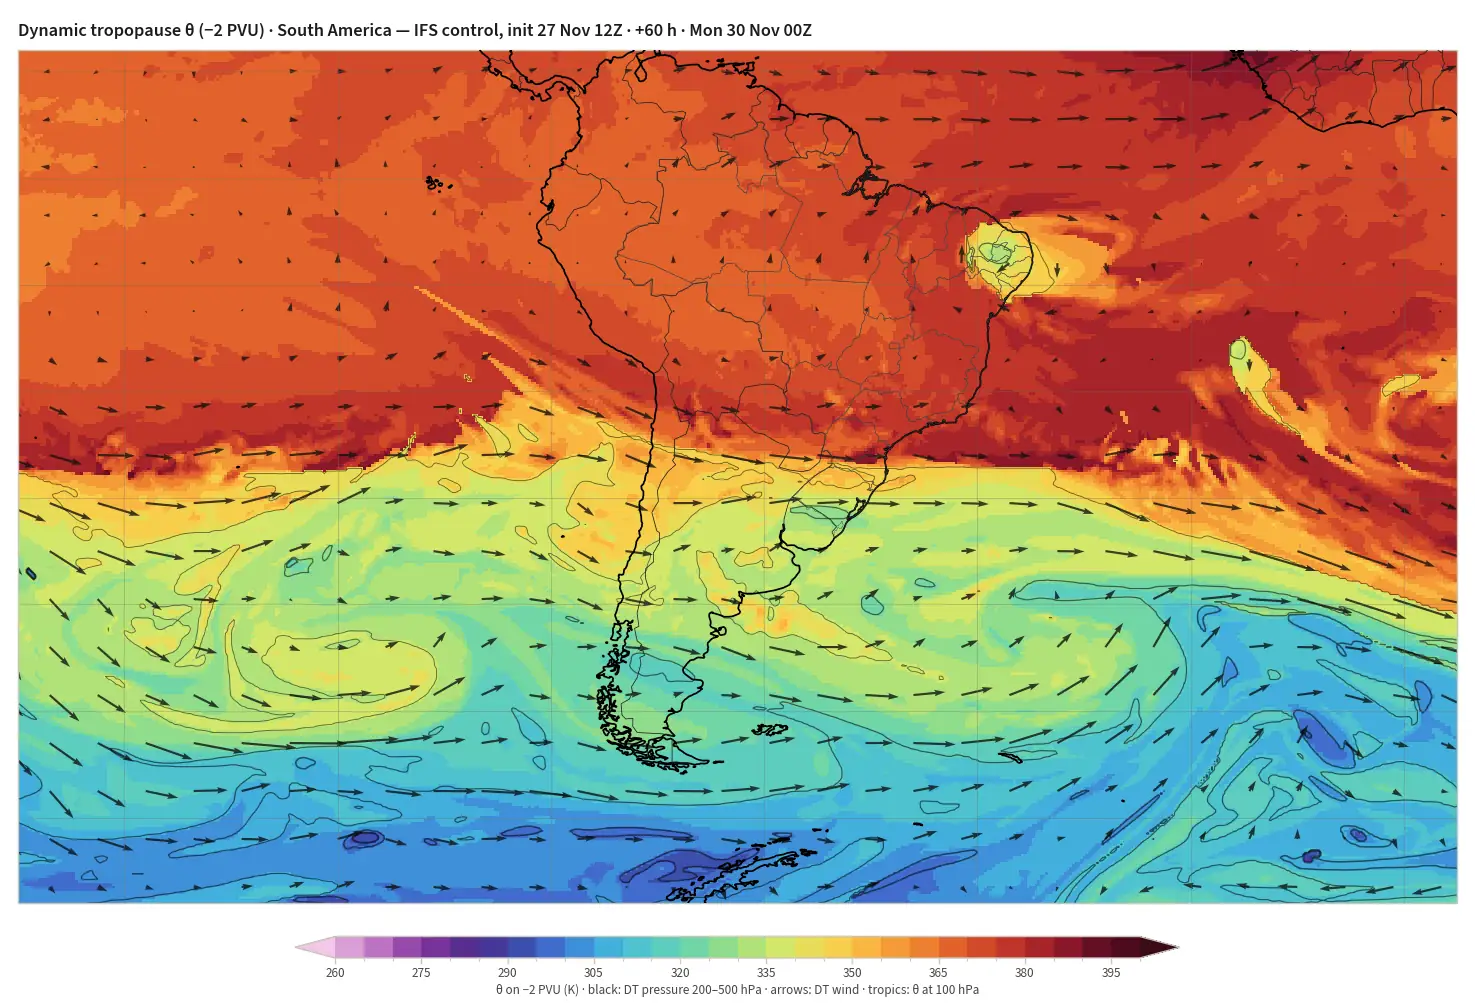 Dynamic tropopause θ (−2 PVU) · South America — IFS control, init 27 Nov 12Z · +60 h · Mon 30 Nov 00Z
260 275 290 305 320 335 350 365 380 395
θ on −2 PVU (K) · black: DT pressure 200–500 hPa · arrows: DT wind · tropics: θ at 100 hPa